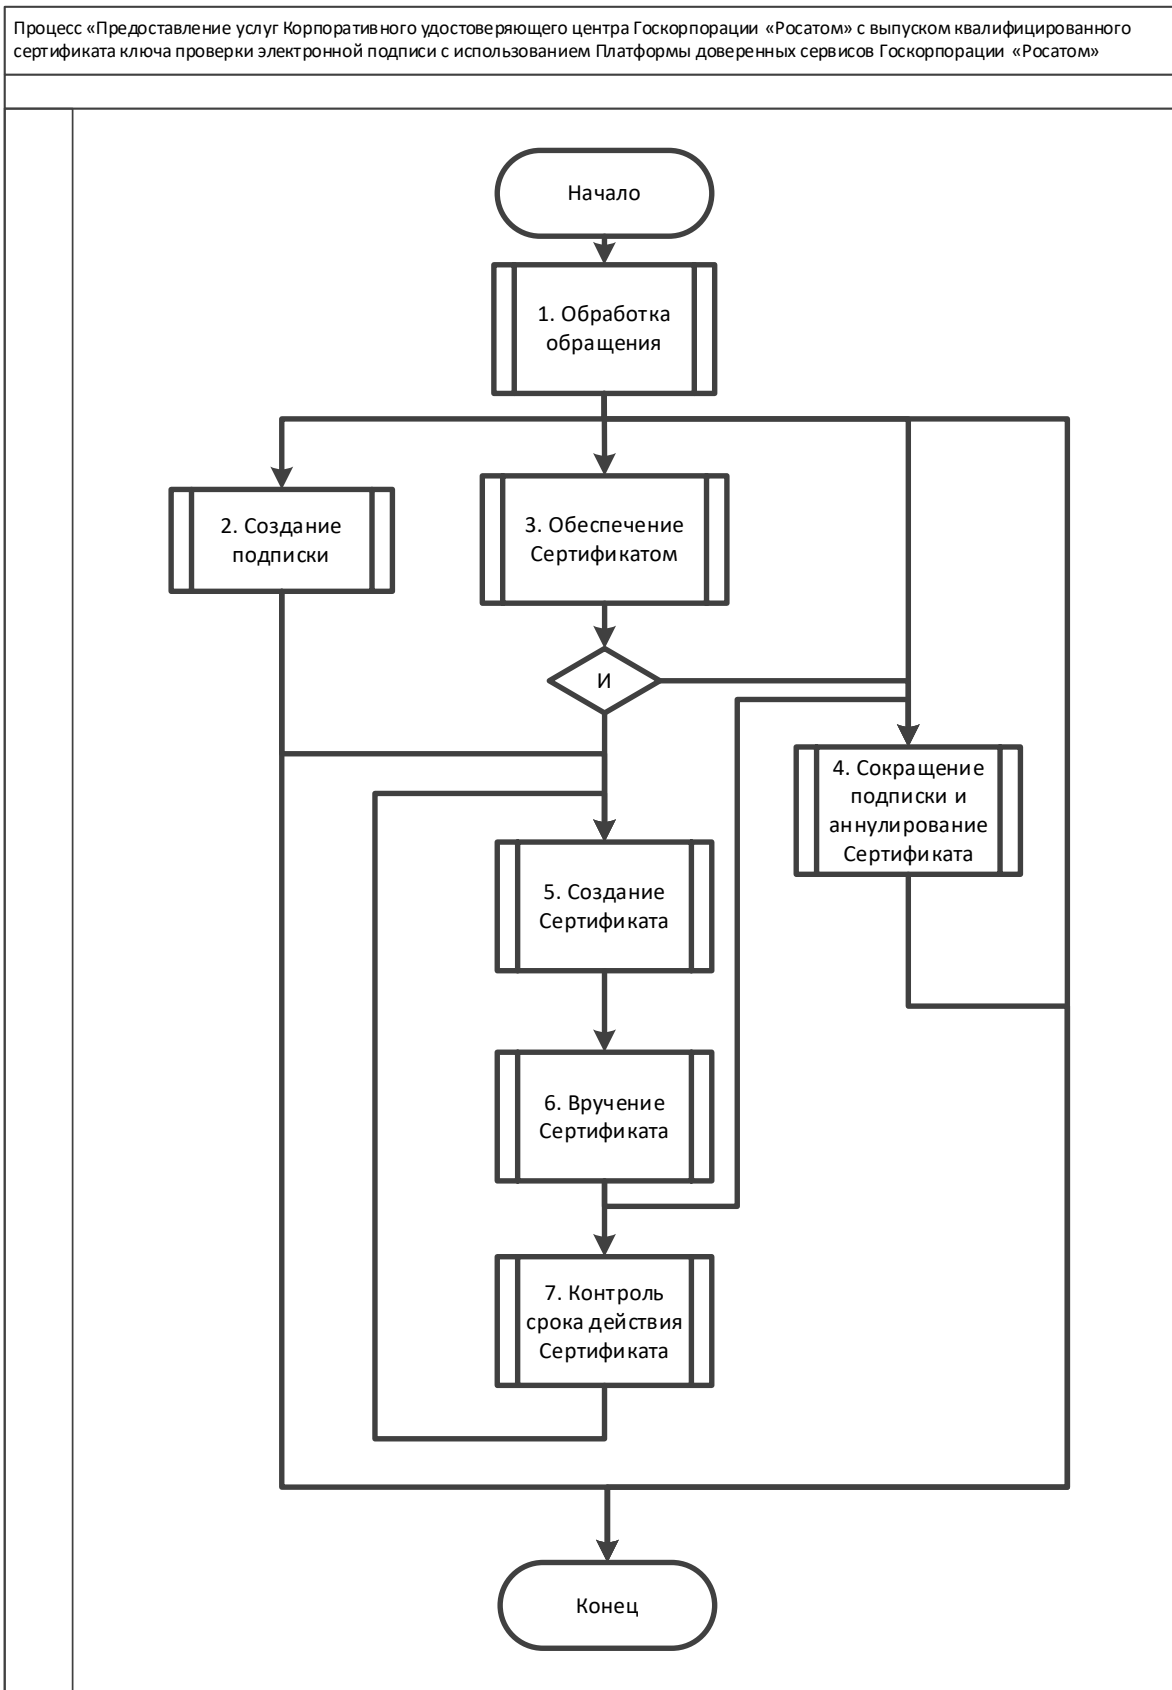 Процесс «Предоставление услуг Корпоративного удостоверяющего центра Госкорпорации «Росатом» с выпуском квалифицированного
сертификата ключа проверки электронной подписи с использованием Платформы доверенных сервисов Госкорпорации «Росатом»
Начало
1. Обработка
обращения
2. Создание
подписки
3. Обеспечение
Сертификатом
И
4. Сокращение
подписки и
аннулирование
Сертификата
5. Создание
Сертификата
6. Вручение
Сертификата
7. Контроль
срока действия
Сертификата
Конец